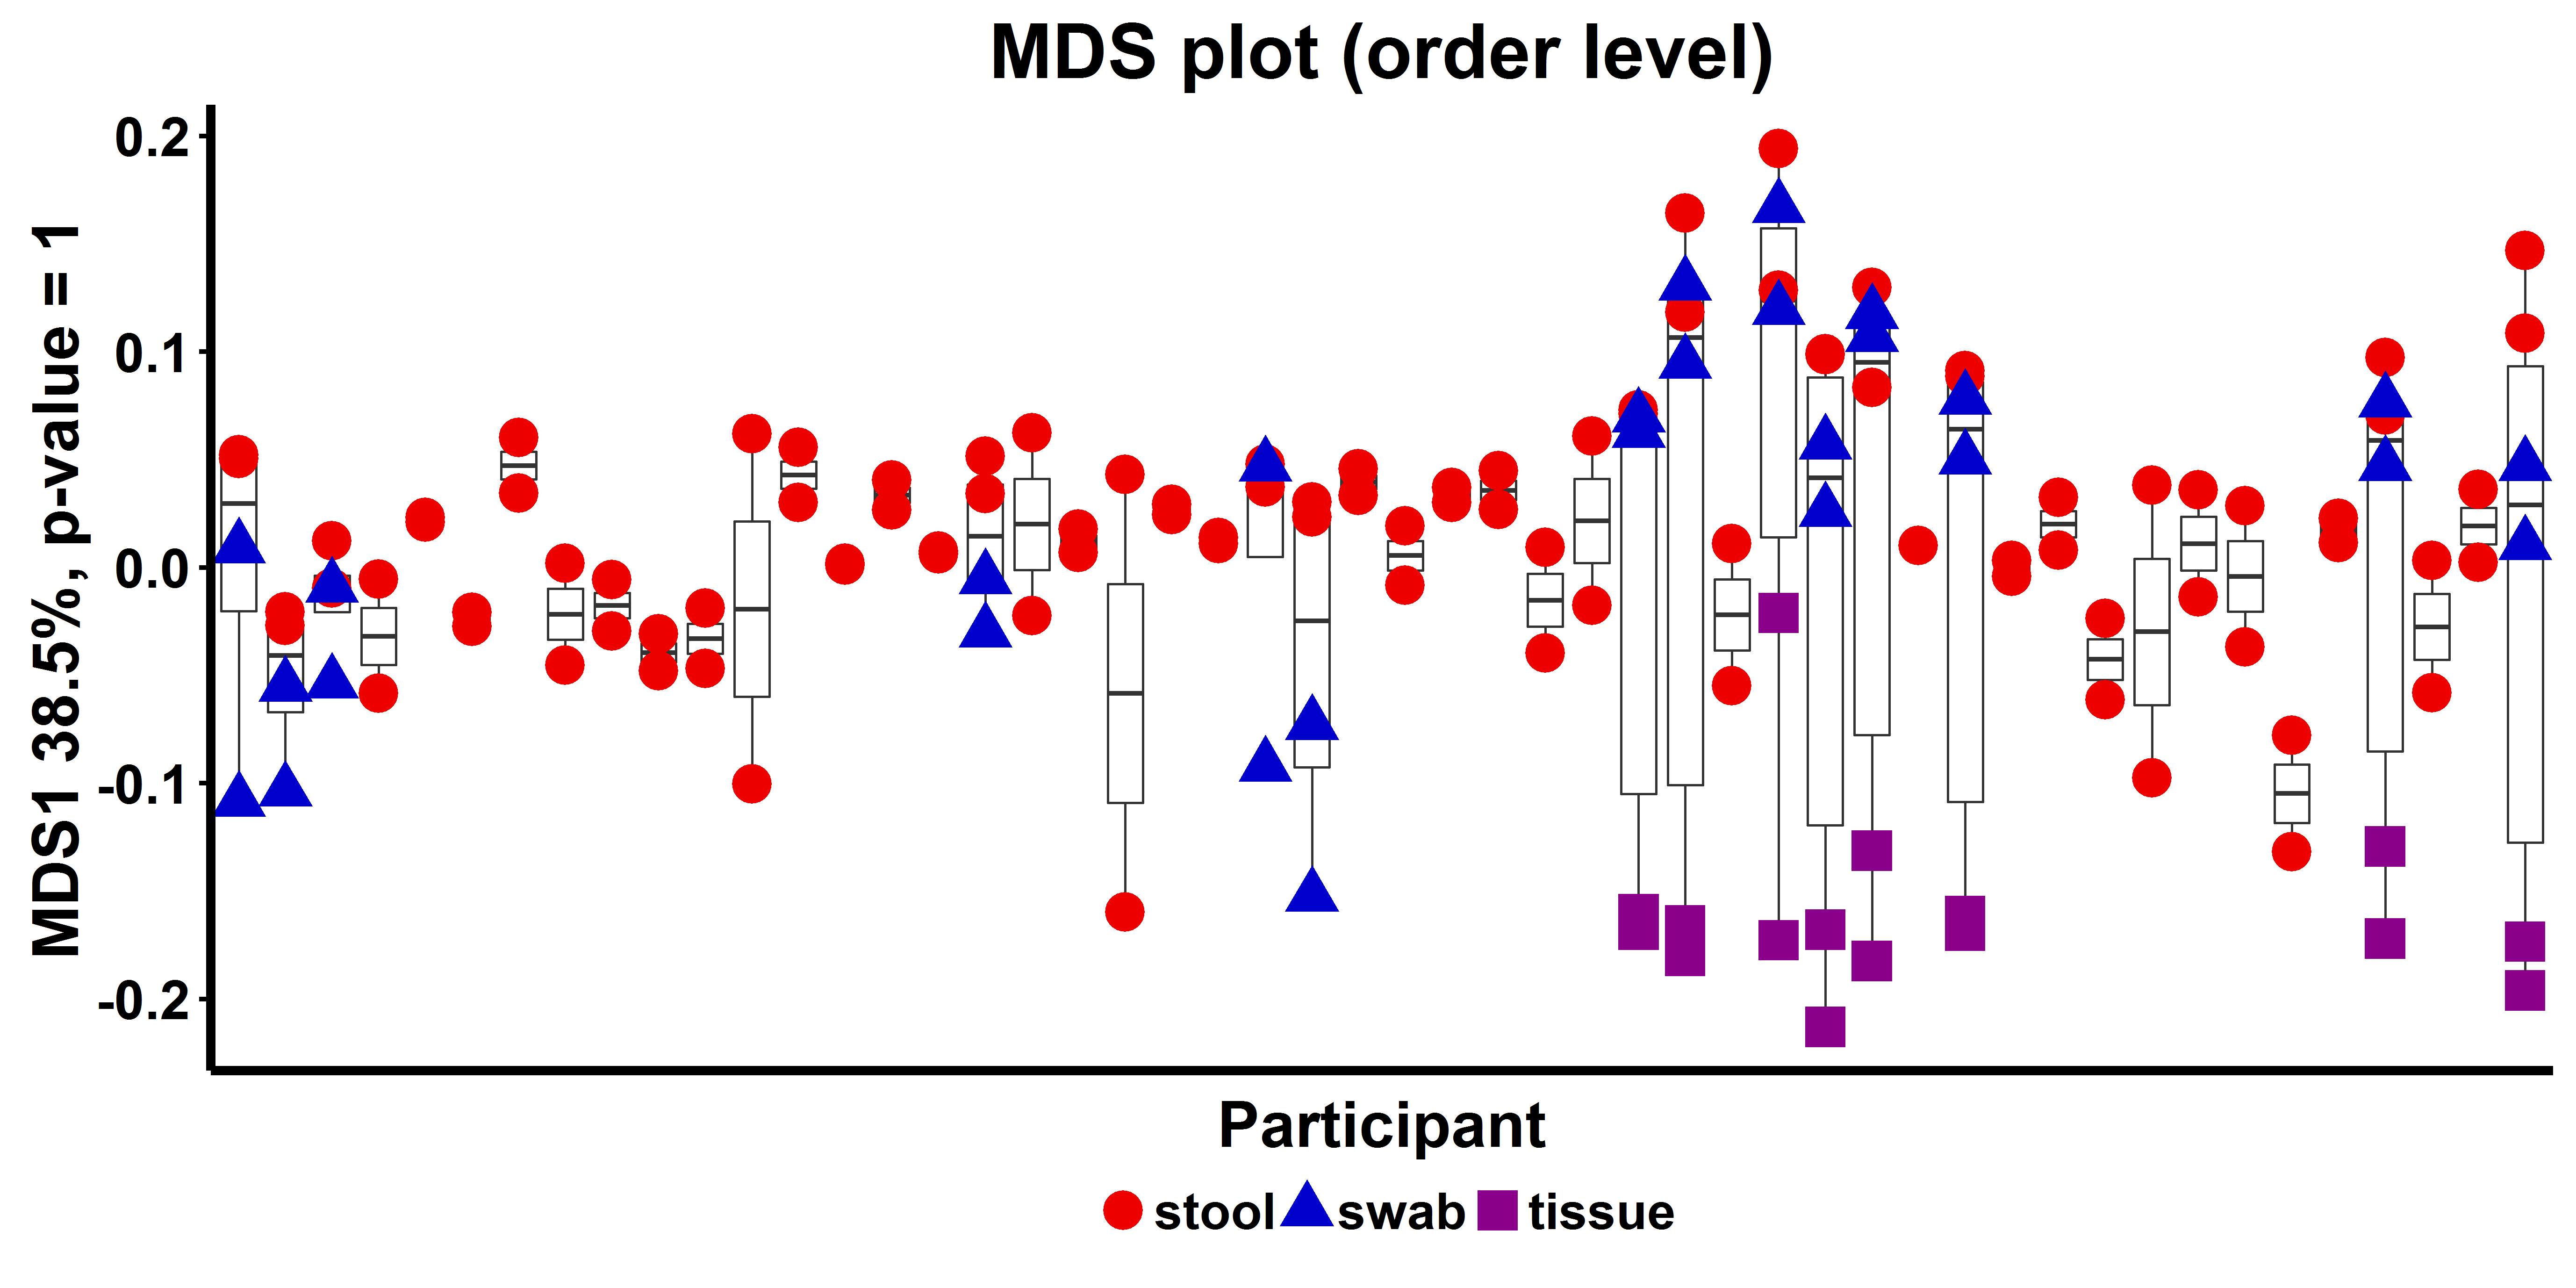 MDS plot (order level)
MDS1 38.5%, p-value = 1
0.2
0.1
0.0
-0.1
-0.2
Participant
stool swab tissue